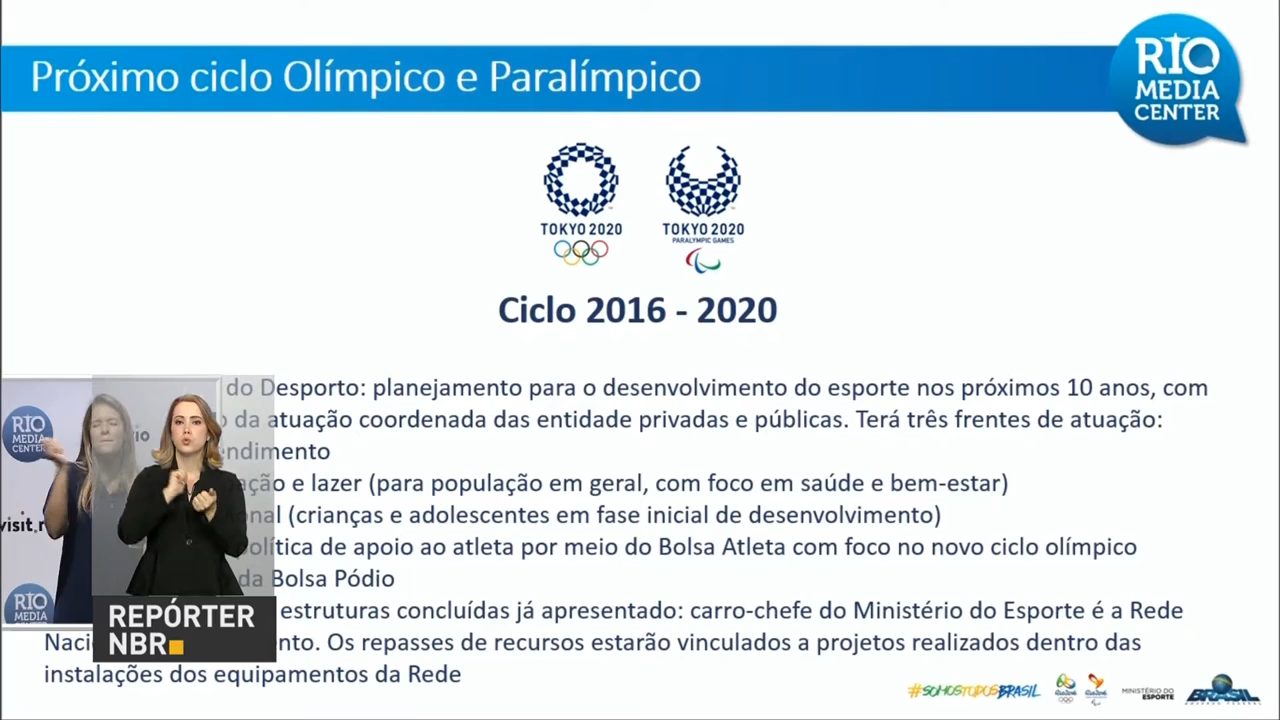 Próximo ciclo Olímpico e Paralímpico
RIO
MEDIA
CENTER
TOKYO 2020
TOKYO 2020
PARALYMPIC GAMES
Ciclo 2016 - 2020
do Desporto: planejamento para o desenvolvimento do esporte nos próximos 10 anos, com
da atuação coordenada das entidade privadas e públicas. Terá três frentes de atuação:
endimento
ação e lazer (para população em geral, com foco em saúde e bem-estar)
nal (crianças e adolescentes em fase inicial de desenvolvimento)
política de apoio ao atleta por meio do Bolsa Atleta com foco no novo ciclo olímpico
da Bolsa Pódio
estruturas concluídas já apresentado: carro-chefe do Ministério do Esporte é a Rede
Naci nto. Os repasses de recursos estarão vinculados a projetos realizados dentro das
instalações dos equipamentos da Rede
RIO
MEDIA
CENTER
rio
visit.r
RIO
MEDIA
REPÓRTER
NBR
#SOMOSTODOSBRASIL
MINISTÉRIO DO
ESPORTE
BRASIL
GOVERNO FEDERAL